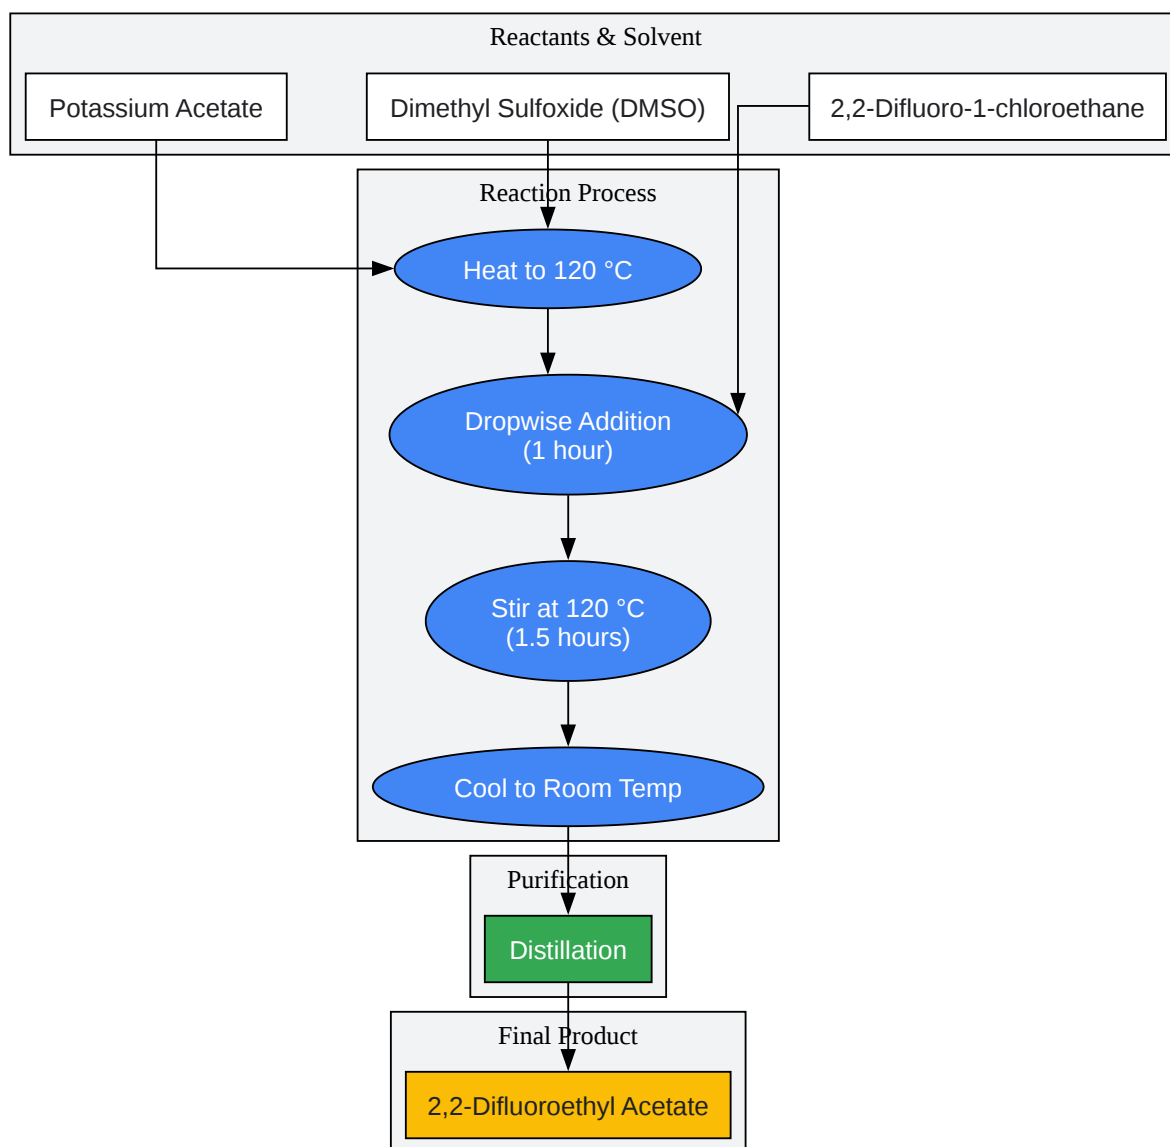 Reactants & Solvent
Potassium Acetate
Dimethyl Sulfoxide (DMSO)
2,2-Difluoro-1-chloroethane
Reaction Process
Heat to 120 °C
Dropwise Addition
(1 hour)
Stir at 120 °C
(1.5 hours)
Cool to Room Temp
Purification
Distillation
Final Product
2,2-Difluoroethyl Acetate